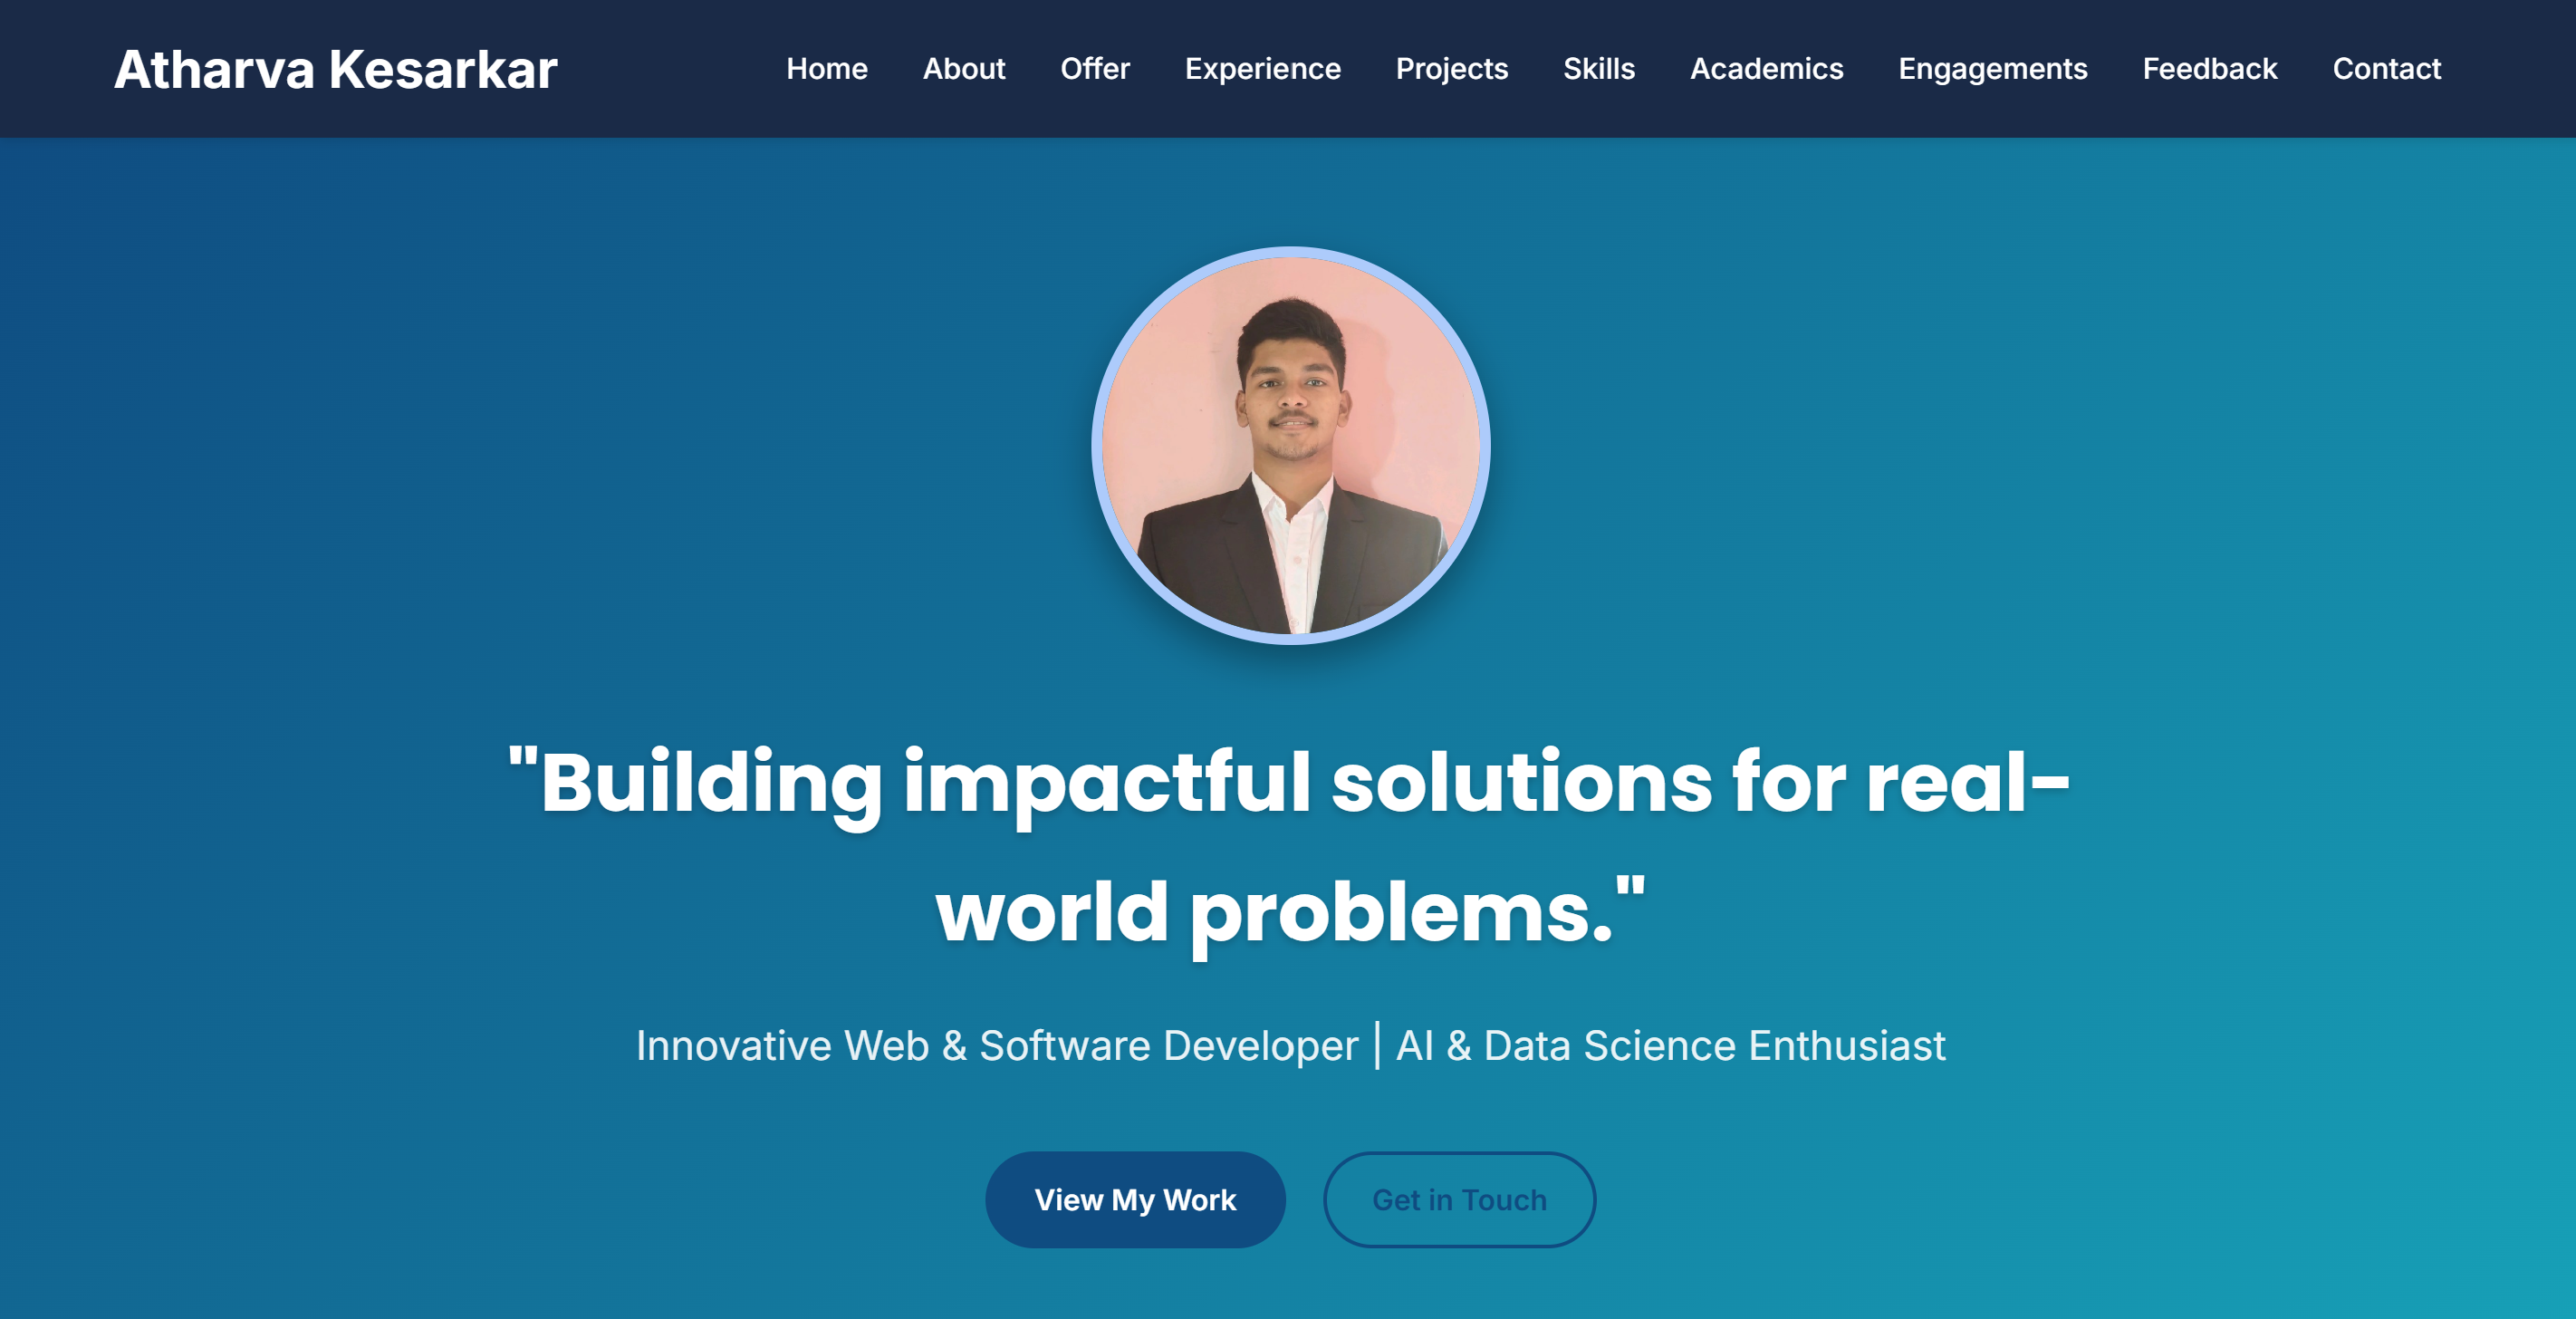 Atharva Kesarkar
Home About Offer Experience Projects Skills Academics Engagements Feedback Contact
"Building impactful solutions for real-
world problems."
Innovative Web & Software Developer | AI & Data Science Enthusiast
View My Work
Get in Touch